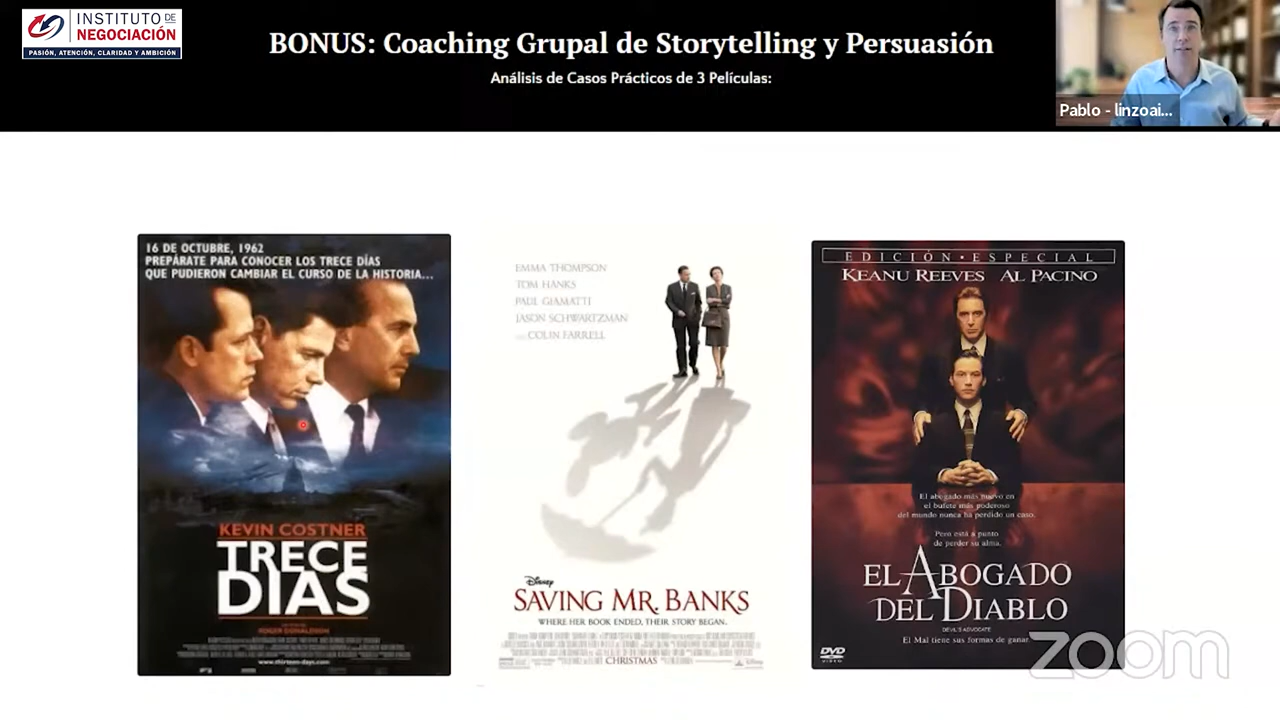 INSTITUTO DE
NEGOCIACIÓN
PASIÓN, ATENCIÓN, CLARIDAD Y AMBICIÓN
BONUS: Coaching Grupal de Storytelling y Persuasión
Análisis de Casos Prácticos de 3 Películas:
Pablo - linzoai...
16 DE OCTUBRE, 1962
PREPÁRATE PARA CONOCER LOS TRECE DÍAS
QUE PUDIERON CAMBIAR EL CURSO DE LA HISTORIA...
KEVIN COSTNER
TRECE
DIAS
ROGER DONALDSON
www.thirteen-days.com
EMMA THOMPSON
TOM HANKS
PAUL GIAMATTI
JASON SCHWARTZMAN
COLIN FARRELL
Disney
SAVING MR. BANKS
WHERE HER BOOK ENDED, THEIR STORY BEGAN.
CHRISTMAS
EDICIÓN • ESPECIAL
KEANU REEVES AL PACINO
El abogado más nuevo en
el bufete más poderoso
del mundo nunca ha perdido un caso.
Pero está a punto
de perder su alma.
EL ABOGADO
DEL DIABLO
DEVIL'S ADVOCATE
El Mal tiene sus formas de ganar
DVD
VIDEO
zoom